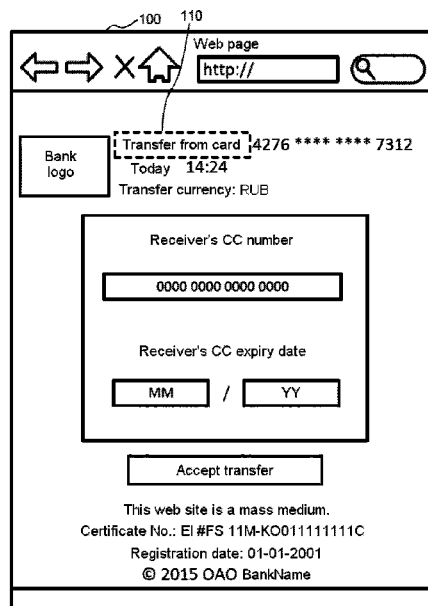 100
110
Web page
http://
Bank logo
Transfer from card 4276 **** **** 7312
Today 14:24
Transfer currency: RUB
Receiver's CC number
0000 0000 0000 0000
Receiver's CC expiry date
MM / YY
Accept transfer
This web site is a mass medium.
Certificate No.: EI #FS 11M-KO011111111C
Registration date: 01-01-2001
© 2015 OAO BankName